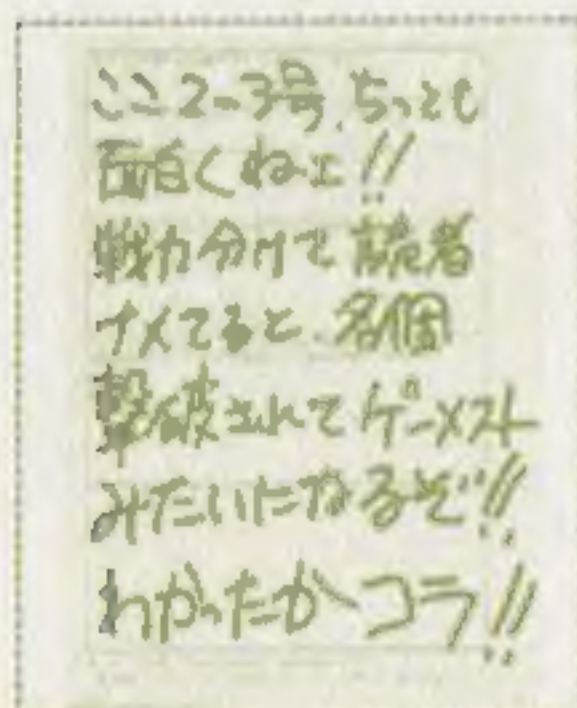 ここ2〜3号、ちっとも
面白くねェ!!
戦力分けて読者
ナメてると、各個
撃破されてゲーメスト
みたいになるぞ!!
わかったかコラ!!